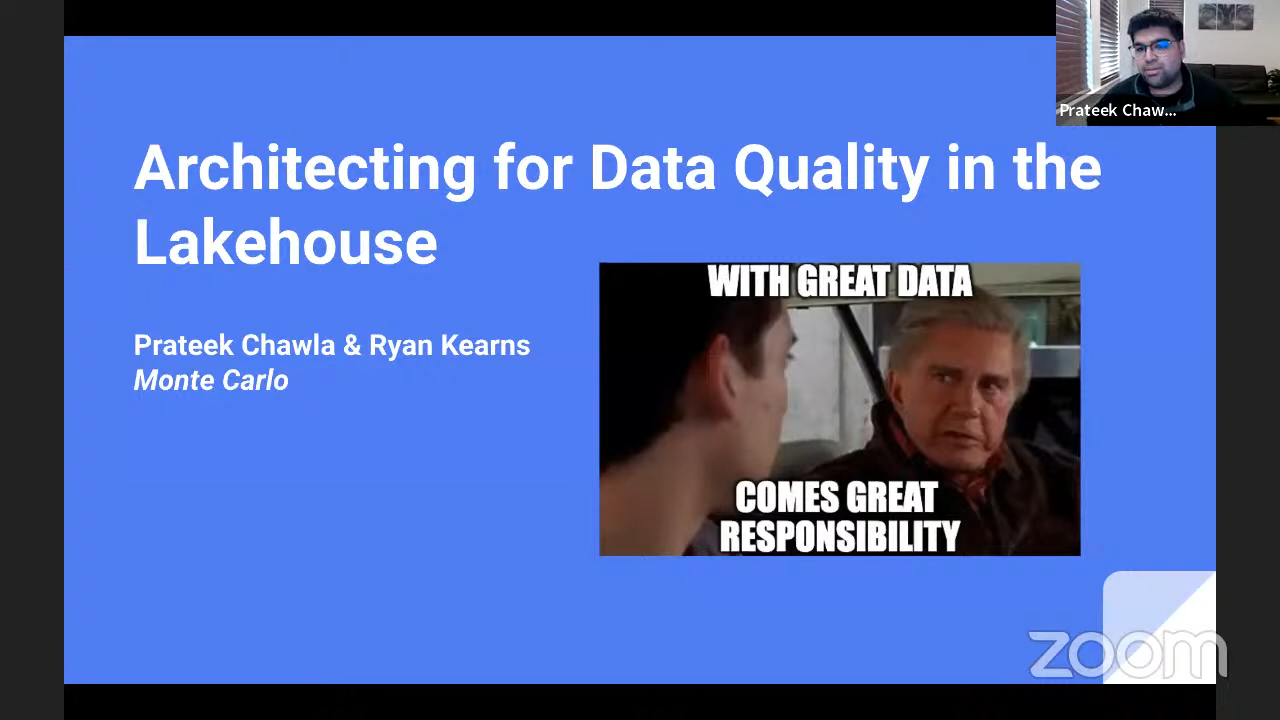 Architecting for Data Quality in the
Lakehouse
Prateek Chawla & Ryan Kearns
Monte Carlo
WITH GREAT DATA
COMES GREAT
RESPONSIBILITY
Prateek Chaw...
zoom